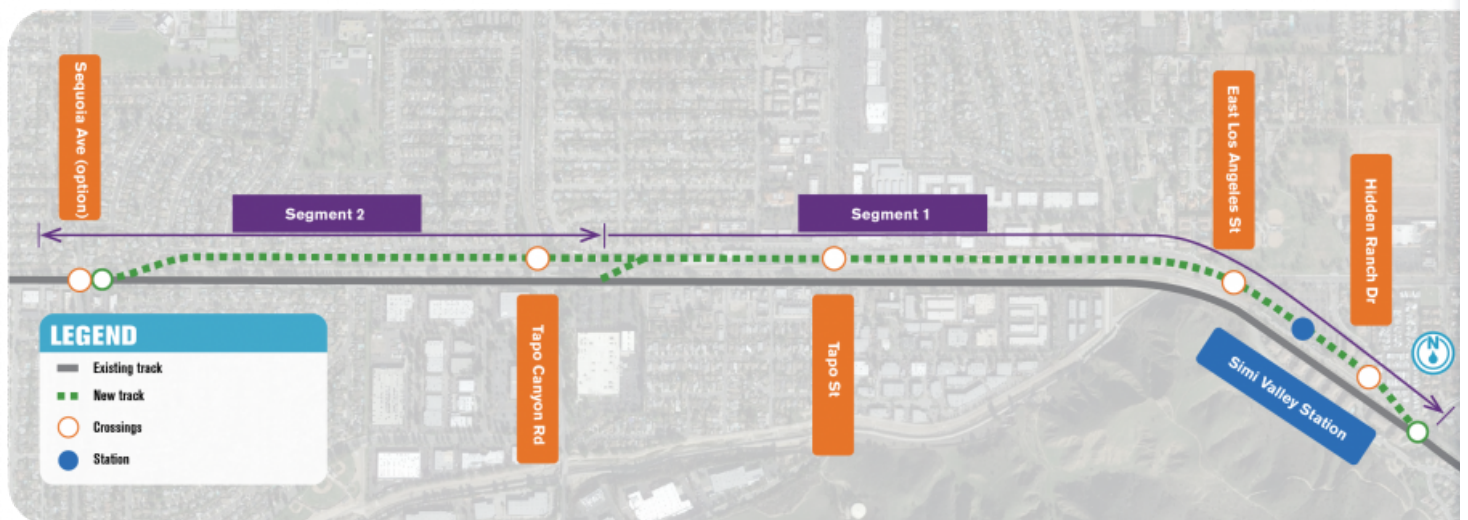 Sequoia Ave (option)
Segment 2
Segment 1
East Los Angeles St
Hidden Ranch Dr
Tapo Canyon Rd
Tapo St
Simi Valley Station
N
LEGEND
Existing track
New track
Crossings
Station